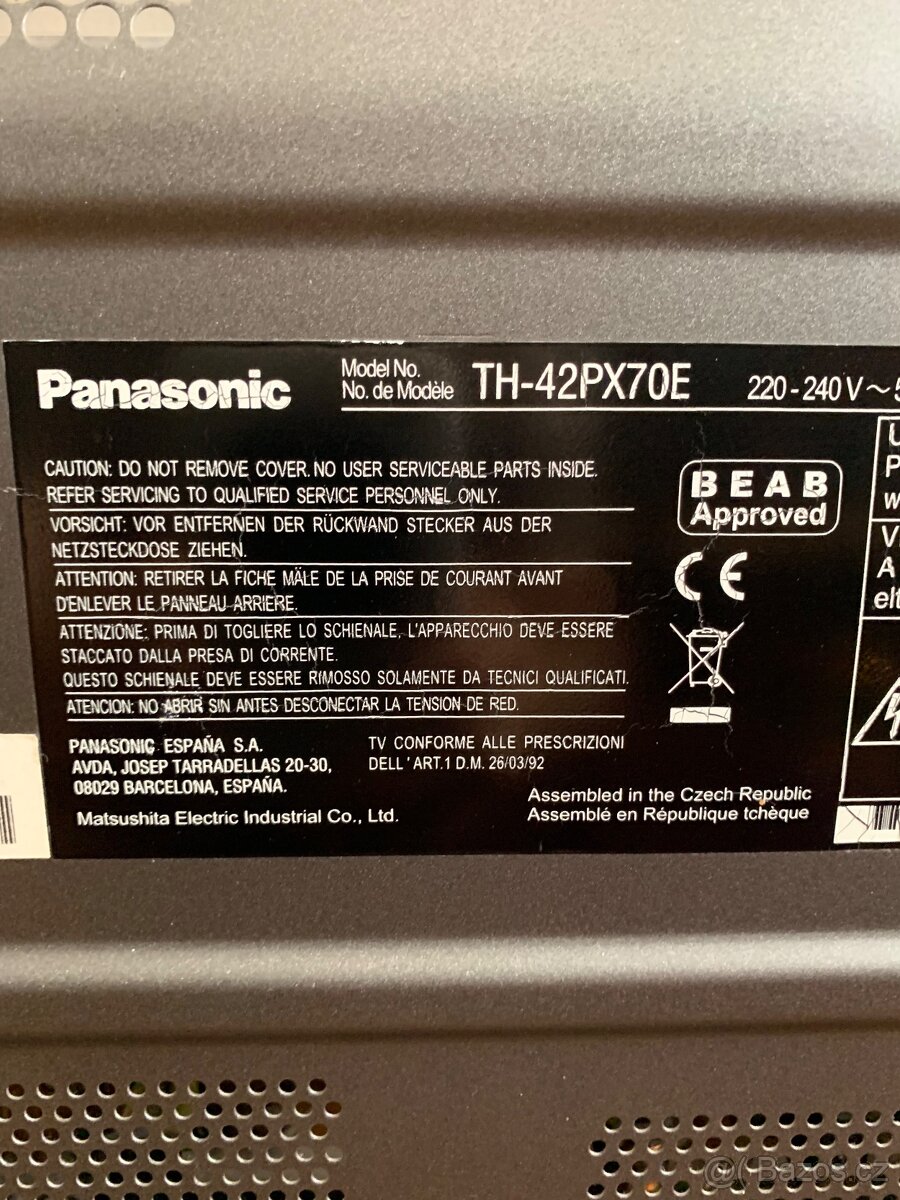 Panasonic
Model No.
No. de Modèle
TH-42PX70E
220 - 240 V ~ 5
CAUTION: DO NOT REMOVE COVER. NO USER SERVICEABLE PARTS INSIDE.
REFER SERVICING TO QUALIFIED SERVICE PERSONNEL ONLY.
VORSICHT: VOR ENTFERNEN DER RÜCKWAND STECKER AUS DER
NETZSTECKDOSE ZIEHEN.
ATTENTION: RETIRER LA FICHE MÂLE DE LA PRISE DE COURANT AVANT
D'ENLEVER LE PANNEAU ARRIERE.
ATTENZIONE: PRIMA DI TOGLIERE LO SCHIENALE, L'APPARECCHIO DEVE ESSERE
STACCATO DALLA PRESA DI CORRENTE.
QUESTO SCHIENALE DEVE ESSERE RIMOSSO SOLAMENTE DA TECNICI QUALIFICATI.
ATENCION: NO ABRIR SIN ANTES DESCONECTAR LA TENSION DE RED.
PANASONIC ESPAÑA S.A.
AVDA, JOSEP TARRADELLAS 20-30,
08029 BARCELONA, ESPAÑA.
TV CONFORME ALLE PRESCRIZIONI
DELL'ART.1 D.M. 26/03/92
Matsushita Electric Industrial Co., Ltd.
BEAB
Approved
CE
Assembled in the Czech Republic
Assemblé en République tchèque
U
P
w
V
A
elt
Bazos.cz